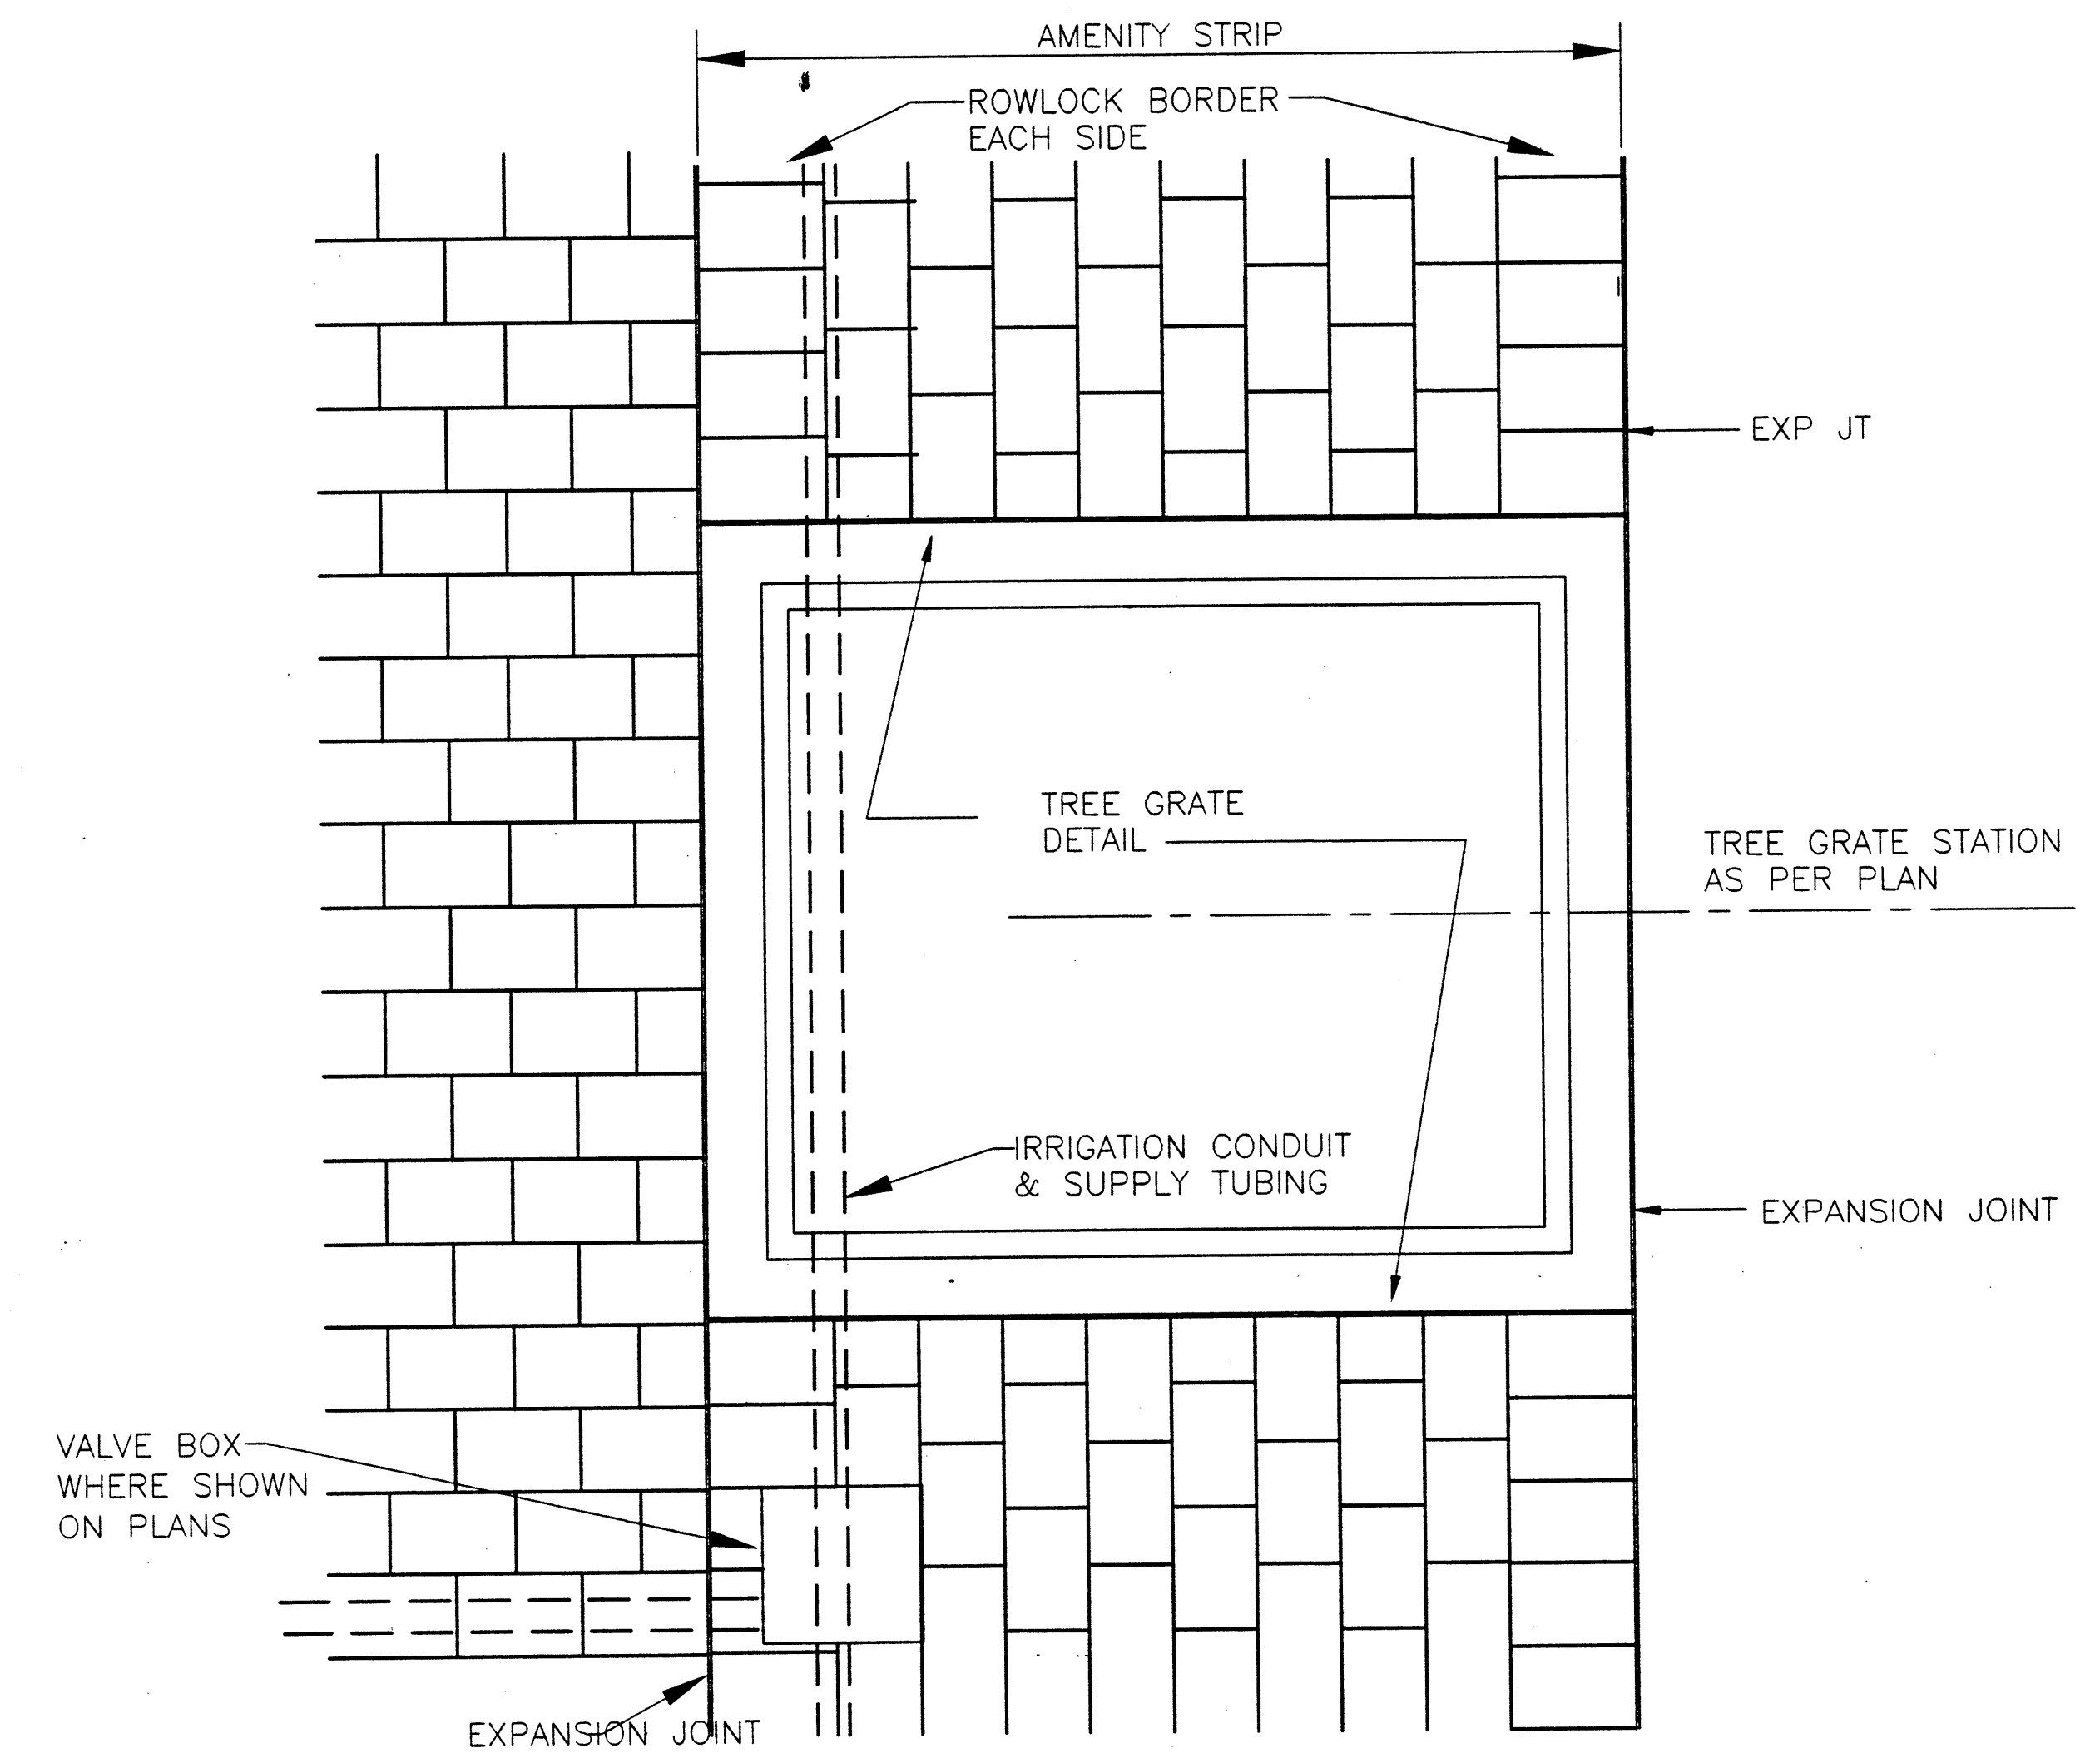 AMENITY STRIP
ROWLOCK BORDER
EACH SIDE
EXP JT
TREE GRATE
DETAIL
TREE GRATE STATION
AS PER PLAN
IRRIGATION CONDUIT
& SUPPLY TUBING
EXPANSION JOINT
VALVE BOX
WHERE SHOWN
ON PLANS
EXPANSION JOINT